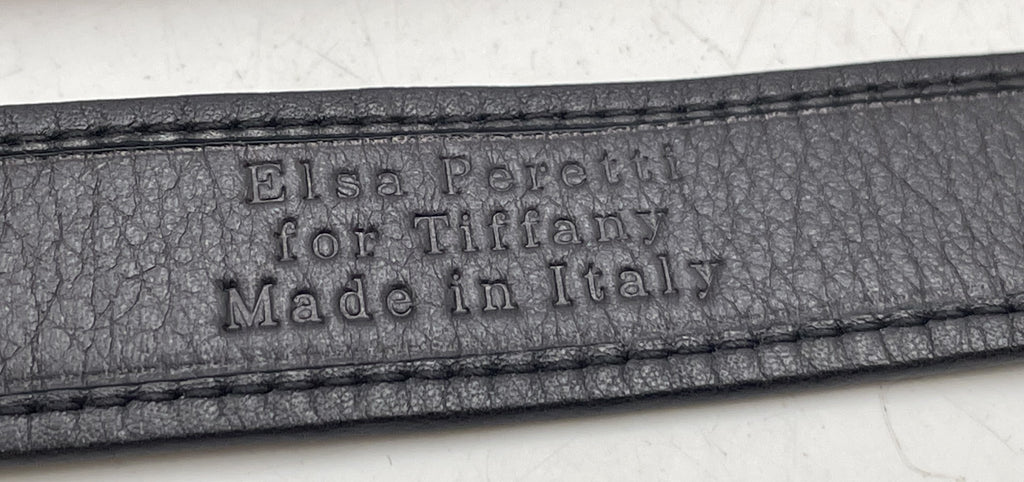 Elsa Peretti
for Tiffany
Made in Italy